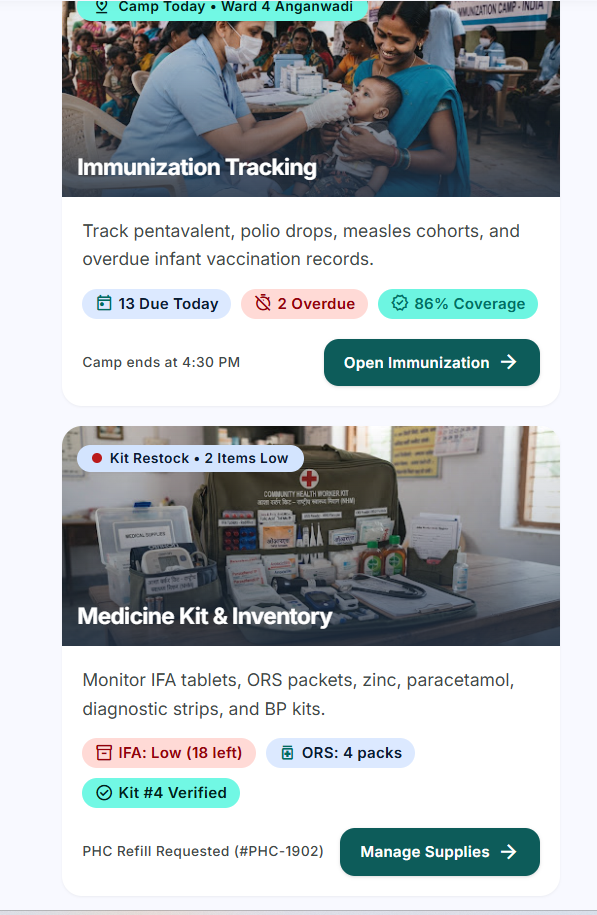 Camp Today • Ward 4 Anganwadi
IMMUNIZATION CAMP - INDIA
Immunization Tracking
Track pentavalent, polio drops, measles cohorts, and
overdue infant vaccination records.
13 Due Today
2 Overdue
86% Coverage
Camp ends at 4:30 PM
Open Immunization
Kit Restock • 2 Items Low
COMMUNITY HEALTH WORKER KIT
MEDICAL SUPPLIES
Medicine Kit & Inventory
Monitor IFA tablets, ORS packets, zinc, paracetamol,
diagnostic strips, and BP kits.
IFA: Low (18 left)
ORS: 4 packs
Kit #4 Verified
PHC Refill Requested (#PHC-1902)
Manage Supplies